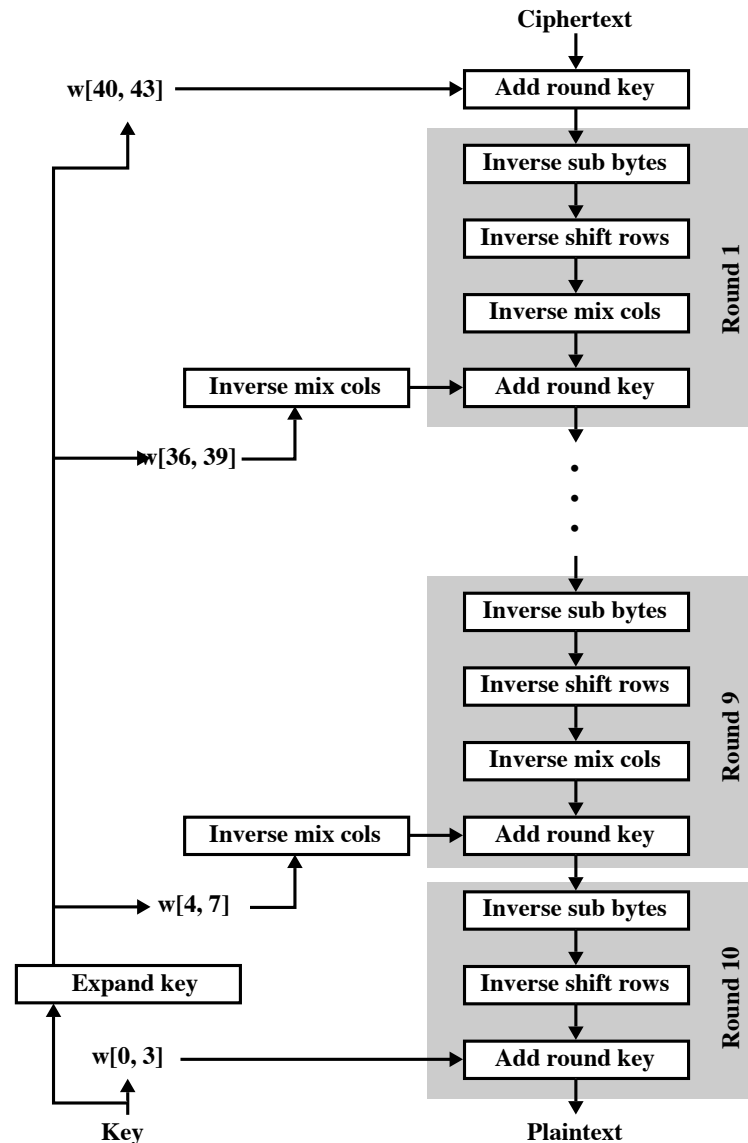 Ciphertext
w[40, 43]
Add round key
Inverse sub bytes
Inverse shift rows
Inverse mix cols
Round 1
Inverse mix cols
Add round key
w[36, 39]
Inverse sub bytes
Inverse shift rows
Inverse mix cols
Round 9
Inverse mix cols
Add round key
w[4, 7]
Inverse sub bytes
Expand key
Inverse shift rows
Round 10
w[0, 3]
Add round key
Key
Plaintext